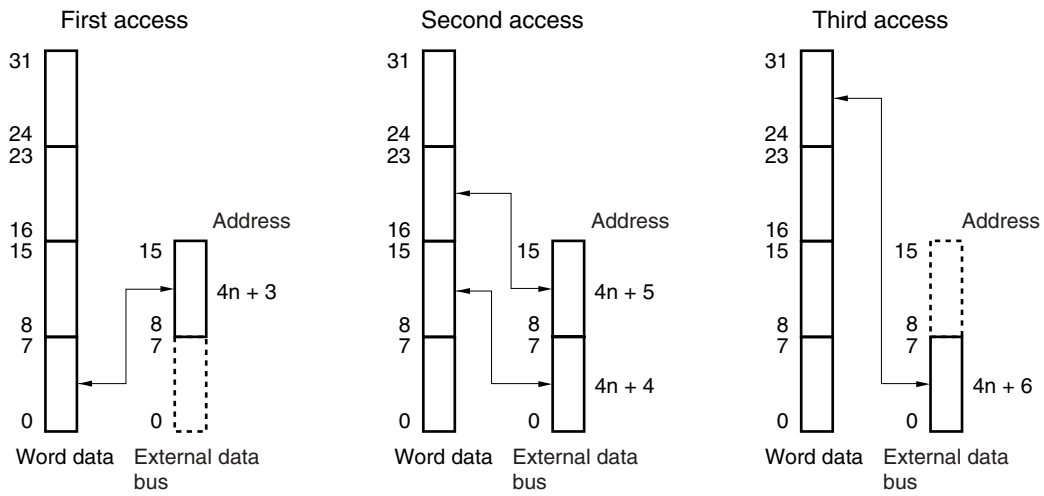 First access
31
24
23
16
15
8
7
0
Address
15
4n + 3
8
7
0
Word data
External data
bus
Second access
31
24
23
16
15
8
7
0
Address
15
4n + 5
8
7
4n + 4
0
Word data
External data
bus
Third access
31
24
23
16
15
8
7
0
Address
15
8
7
4n + 6
0
Word data
External data
bus